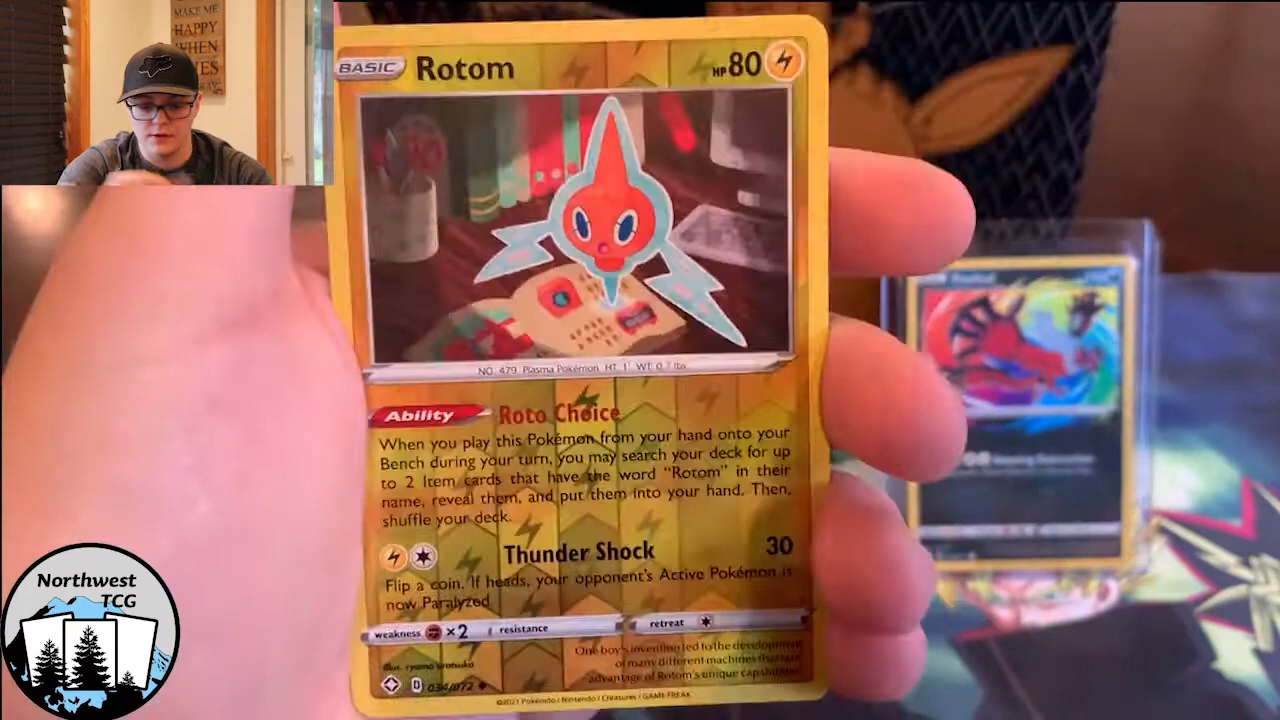 MAKE ME
HAPPY
WHEN
BASIC Rotom HP 80
NO. 479 Plasma Pokémon HT: 1' WT: 0.7 lbs
Ability Roto Choice
When you play this Pokémon from your hand onto your
Bench during your turn, you may search your deck for up
to 2 Item cards that have the word "Rotom" in their
name, reveal them, and put them into your hand. Then,
shuffle your deck.
Thunder Shock 30
Flip a coin. If heads, your opponent's Active Pokémon is
now Paralyzed.
weakness ×2 resistance retreat
One boy's invention led to the development
of many different machines that take
advantage of Rotom's unique capabilities.
Illus. ryoma uratsuka
D 034/072
©2021 Pokémon / Nintendo / Creatures / GAME FREAK
Northwest
TCG